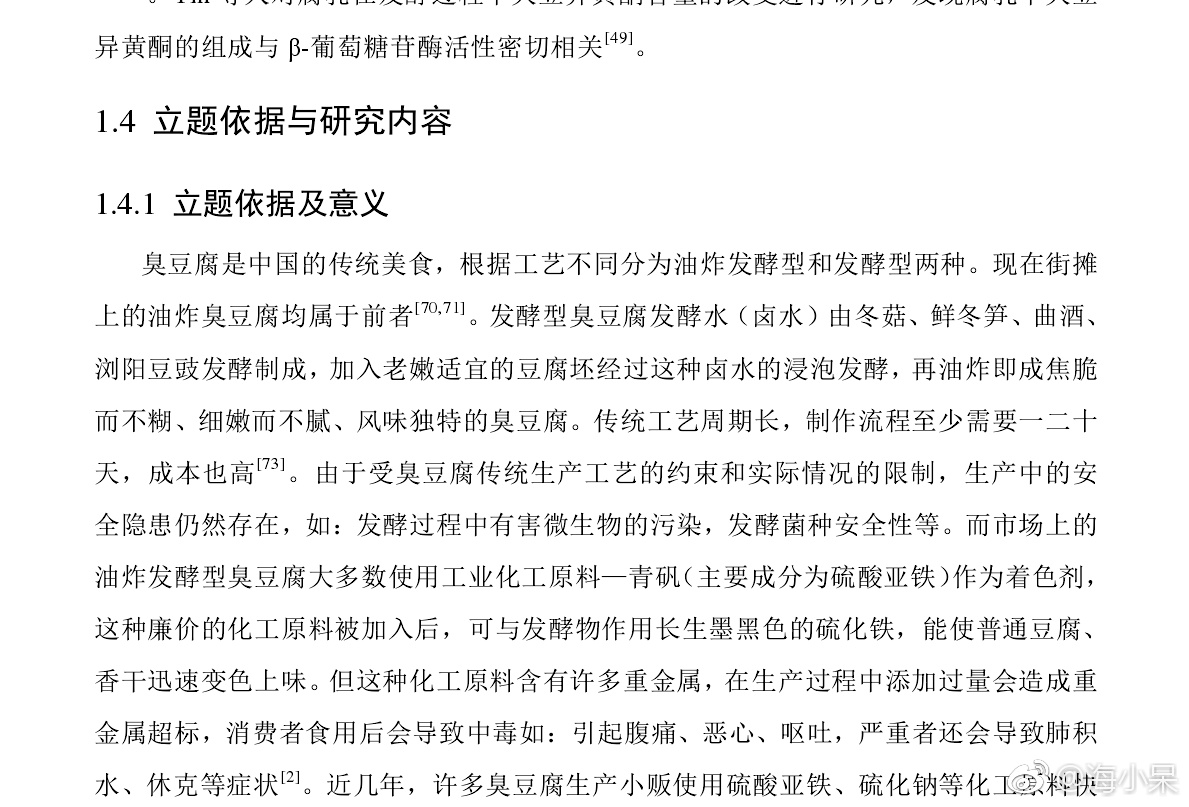 异黄酮的组成与 β-葡萄糖苷酶活性密切相关[49]。
1.4 立题依据与研究内容
1.4.1 立题依据及意义
臭豆腐是中国的传统美食，根据工艺不同分为油炸发酵型和发酵型两种。现在街摊
上的油炸臭豆腐均属于前者[70,71]。发酵型臭豆腐发酵水（卤水）由冬菇、鲜冬笋、曲酒、
浏阳豆豉发酵制成，加入老嫩适宜的豆腐坯经过这种卤水的浸泡发酵，再油炸即成焦脆
而不糊、细嫩而不腻、风味独特的臭豆腐。传统工艺周期长，制作流程至少需要一二十
天，成本也高[73]。由于受臭豆腐传统生产工艺的约束和实际情况的限制，生产中的安
全隐患仍然存在，如：发酵过程中有害微生物的污染，发酵菌种安全性等。而市场上的
油炸发酵型臭豆腐大多数使用工业化工原料—青矾（主要成分为硫酸亚铁）作为着色剂，
这种廉价的化工原料被加入后，可与发酵物作用长生墨黑色的硫化铁，能使普通豆腐、
香干迅速变色上味。但这种化工原料含有许多重金属，在生产过程中添加过量会造成重
金属超标，消费者食用后会导致中毒如：引起腹痛、恶心、呕吐，严重者还会导致肺积
水、休克等症状[2]。近几年，许多臭豆腐生产小贩使用硫酸亚铁、硫化钠等化工原料快
@海小呆